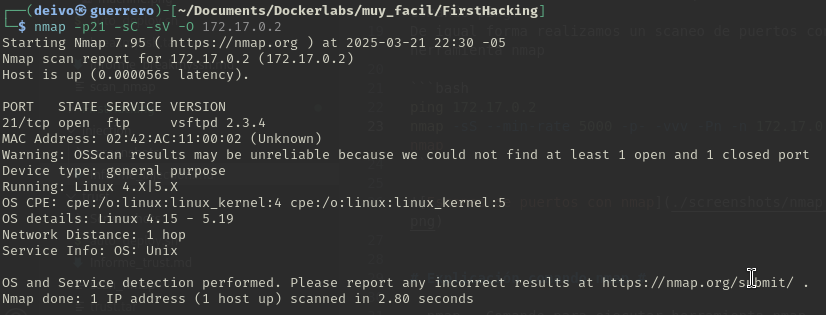 ┌──(deivo㉿guerrero)-[~/Documents/Dockerlabs/muy_facil/FirstHacking]
└─$ nmap -p21 -sC -sV -O 172.17.0.2
Starting Nmap 7.95 ( https://nmap.org ) at 2025-03-21 22:30 -05
Nmap scan report for 172.17.0.2 (172.17.0.2)
Host is up (0.000056s latency).

PORT   STATE SERVICE VERSION
21/tcp open  ftp     vsftpd 2.3.4
MAC Address: 02:42:AC:11:00:02 (Unknown)
Warning: OSScan results may be unreliable because we could not find at least 1 open and 1 closed port
Device type: general purpose
Running: Linux 4.X|5.X
OS CPE: cpe:/o:linux:linux_kernel:4 cpe:/o:linux:linux_kernel:5
OS details: Linux 4.15 - 5.19
Network Distance: 1 hop
Service Info: OS: Unix

OS and Service detection performed. Please report any incorrect results at https://nmap.org/submit/ .
Nmap done: 1 IP address (1 host up) scanned in 2.80 seconds